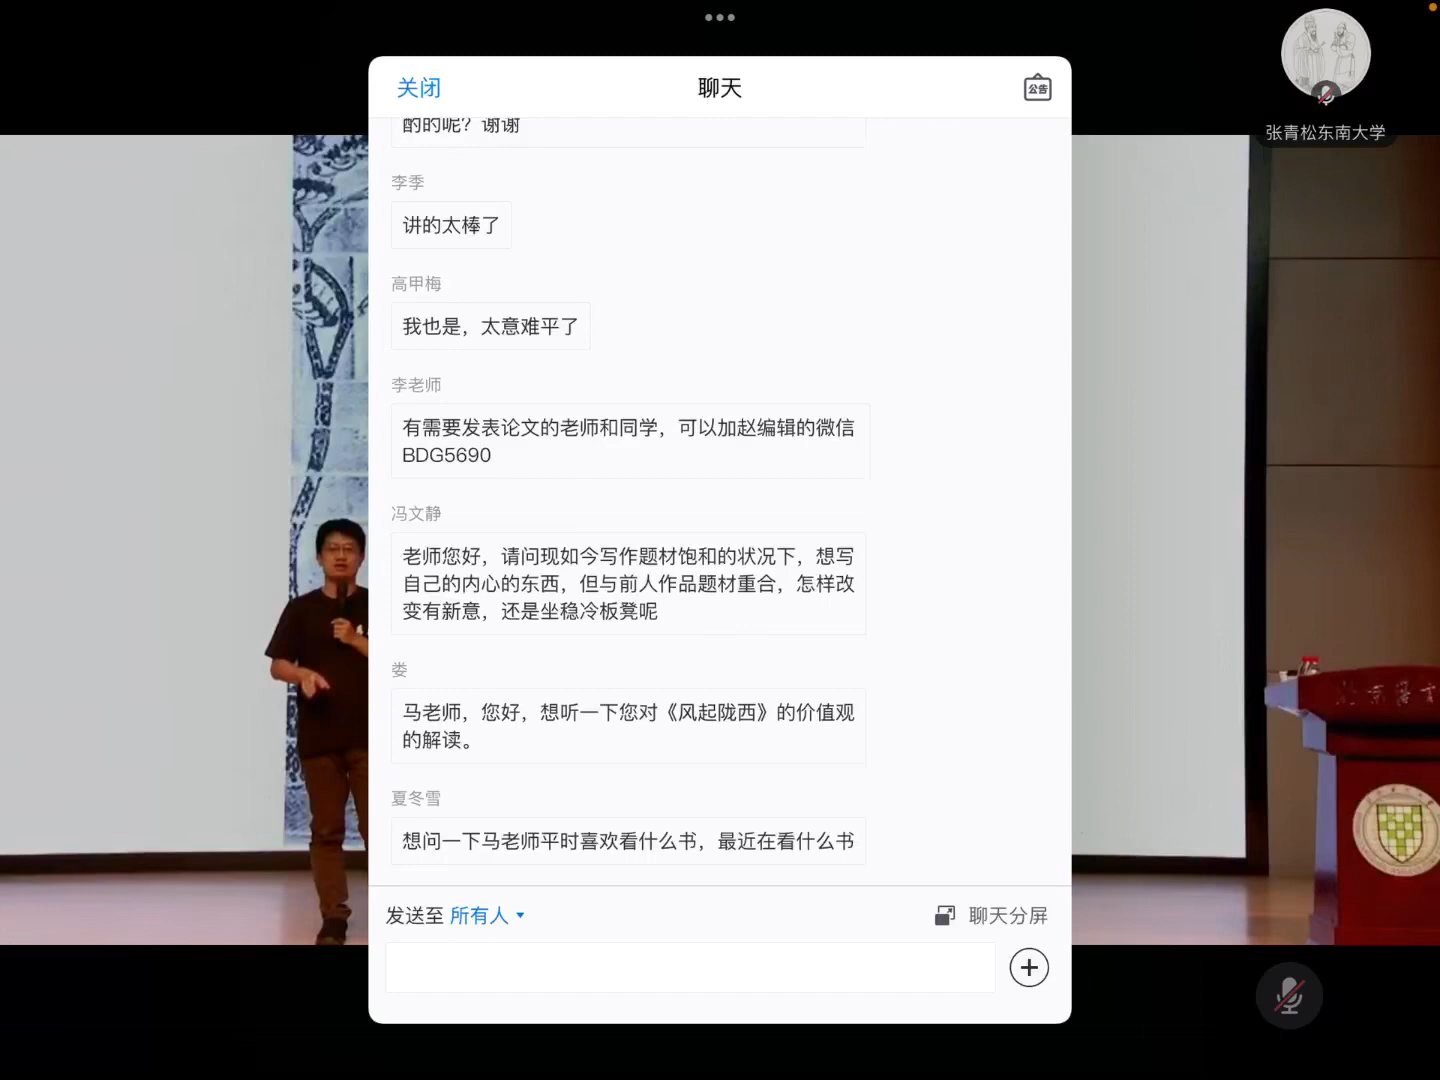 张青松东南大学
关闭
聊天
公告
酌的呢？谢谢
李季
讲的太棒了
高甲梅
我也是，太意难平了
李老师
有需要发表论文的老师和同学，可以加赵编辑的微信
BDG5690
冯文静
老师您好，请问现如今写作题材饱和的状况下，想写
自己的内心的东西，但与前人作品题材重合，怎样改
变有新意，还是坐稳冷板凳呢
娄
马老师，您好，想听一下您对《风起陇西》的价值观
的解读。
夏冬雪
想问一下马老师平时喜欢看什么书，最近在看什么书
发送至 所有人
聊天分屏